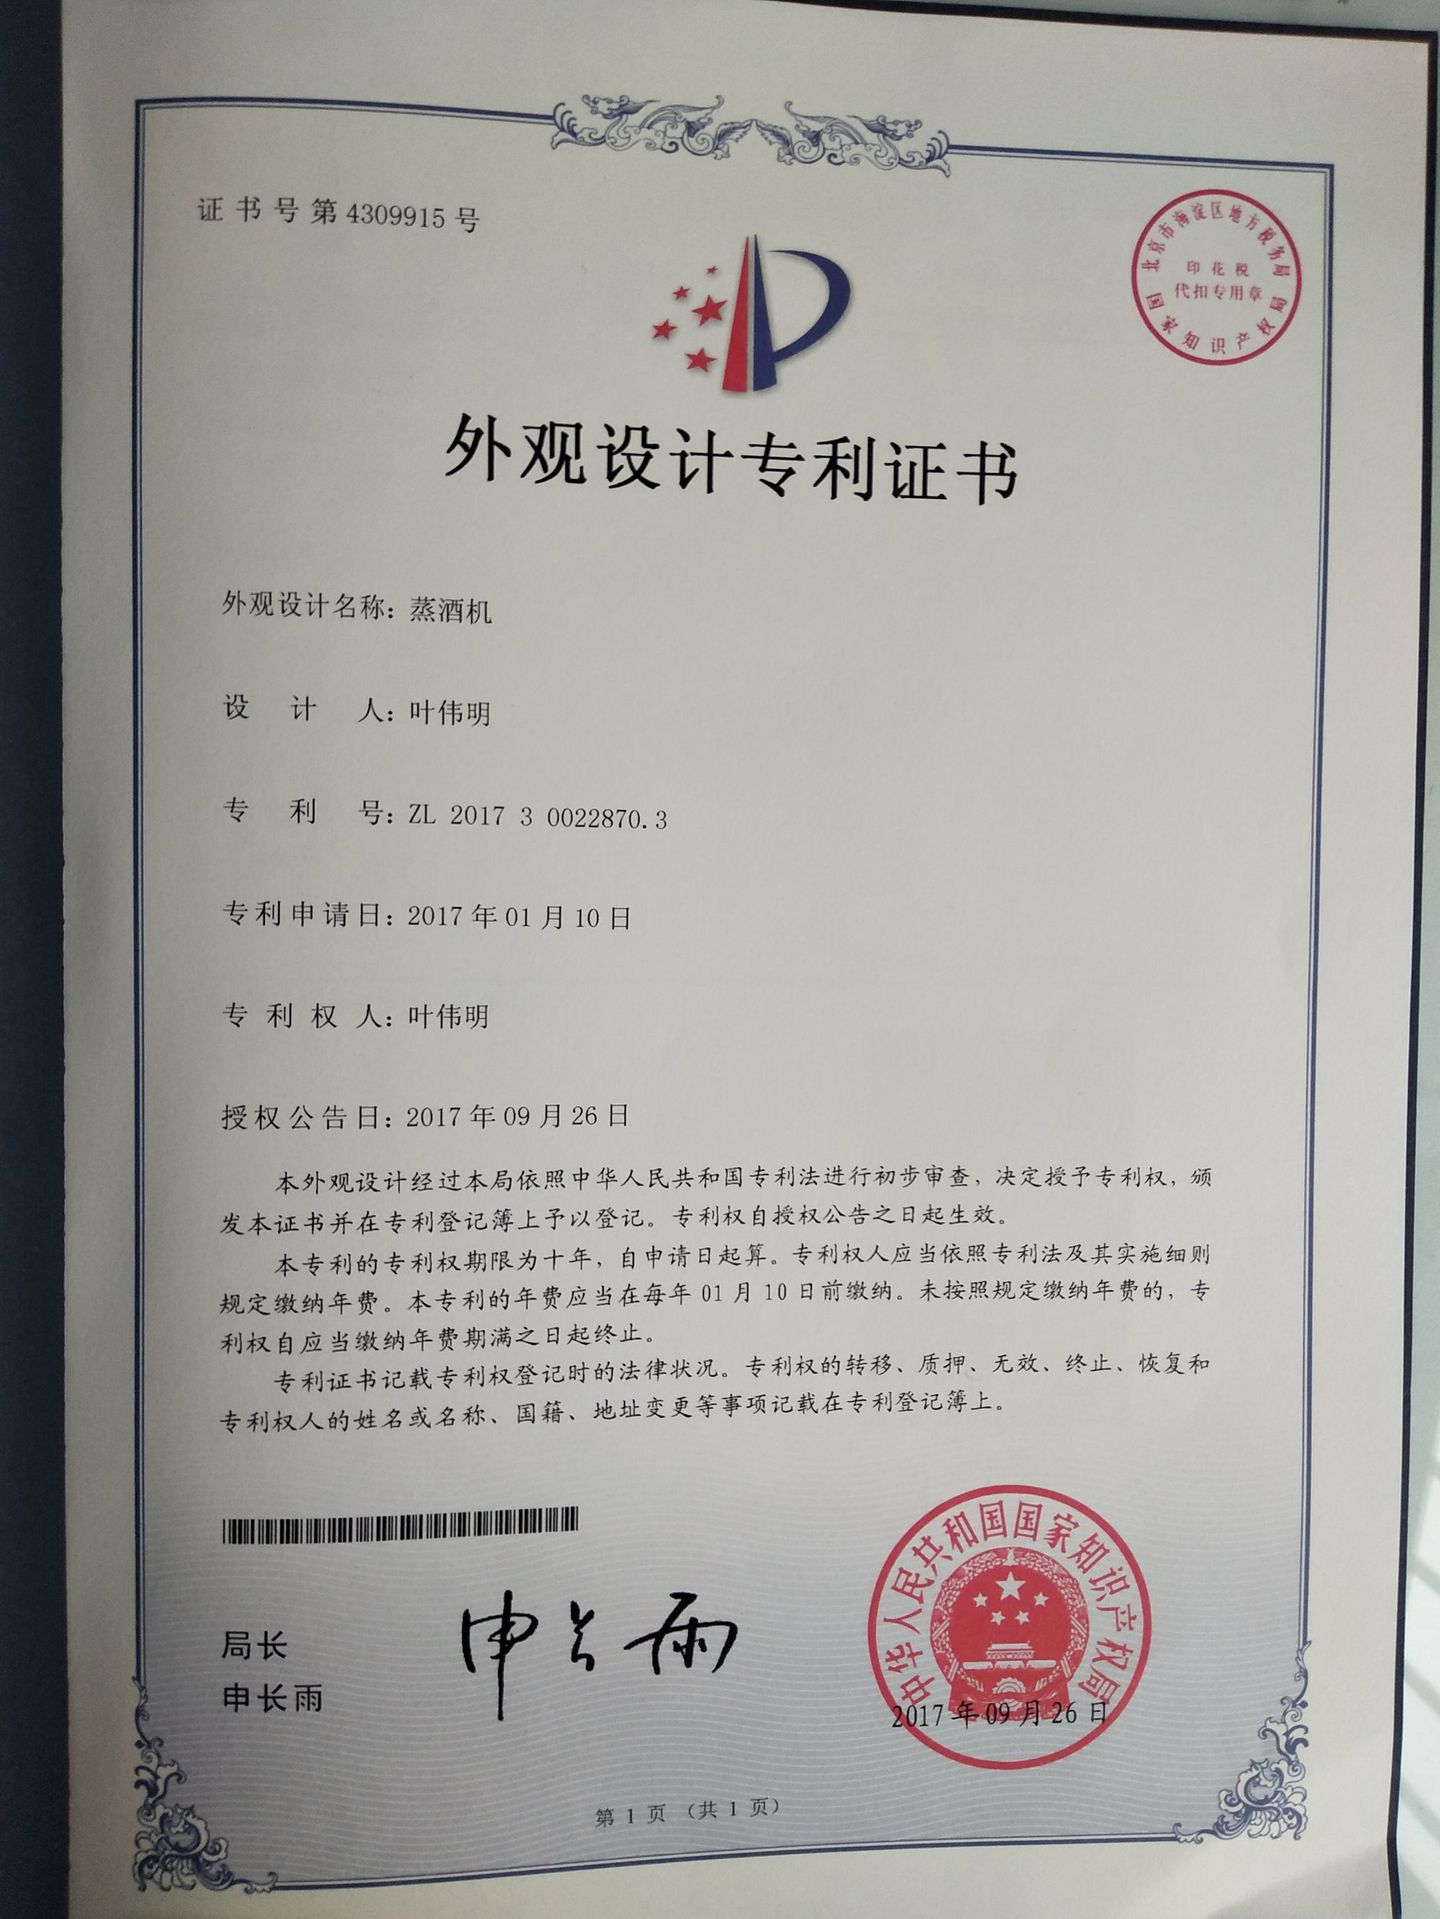 证书号第4309915号
北京市海淀区地方税务局
印花税
代扣专用章
国家知识产权局
外观设计专利证书
外观设计名称：蒸酒机
设计人：叶伟明
专利号：ZL 2017 3 0022870.3
专利申请日：2017年01月10日
专利权人：叶伟明
授权公告日：2017年09月26日
本外观设计经过本局依照中华人民共和国专利法进行初步审查，决定授予专利权，颁
发本证书并在专利登记簿上予以登记。专利权自授权公告之日起生效。
本专利的专利权期限为十年，自申请日起算。专利权人应当依照专利法及其实施细则
规定缴纳年费。本专利的年费应当在每年01月10日前缴纳。未按照规定缴纳年费的，专
利权自应当缴纳年费期满之日起终止。
专利证书记载专利权登记时的法律状况。专利权的转移、质押、无效、终止、恢复和
专利权人的姓名或名称、国籍、地址变更等事项记载在专利登记簿上。
局长
申长雨
申长雨
中华人民共和国国家知识产权局
2017年09月26日
第1页（共1页）